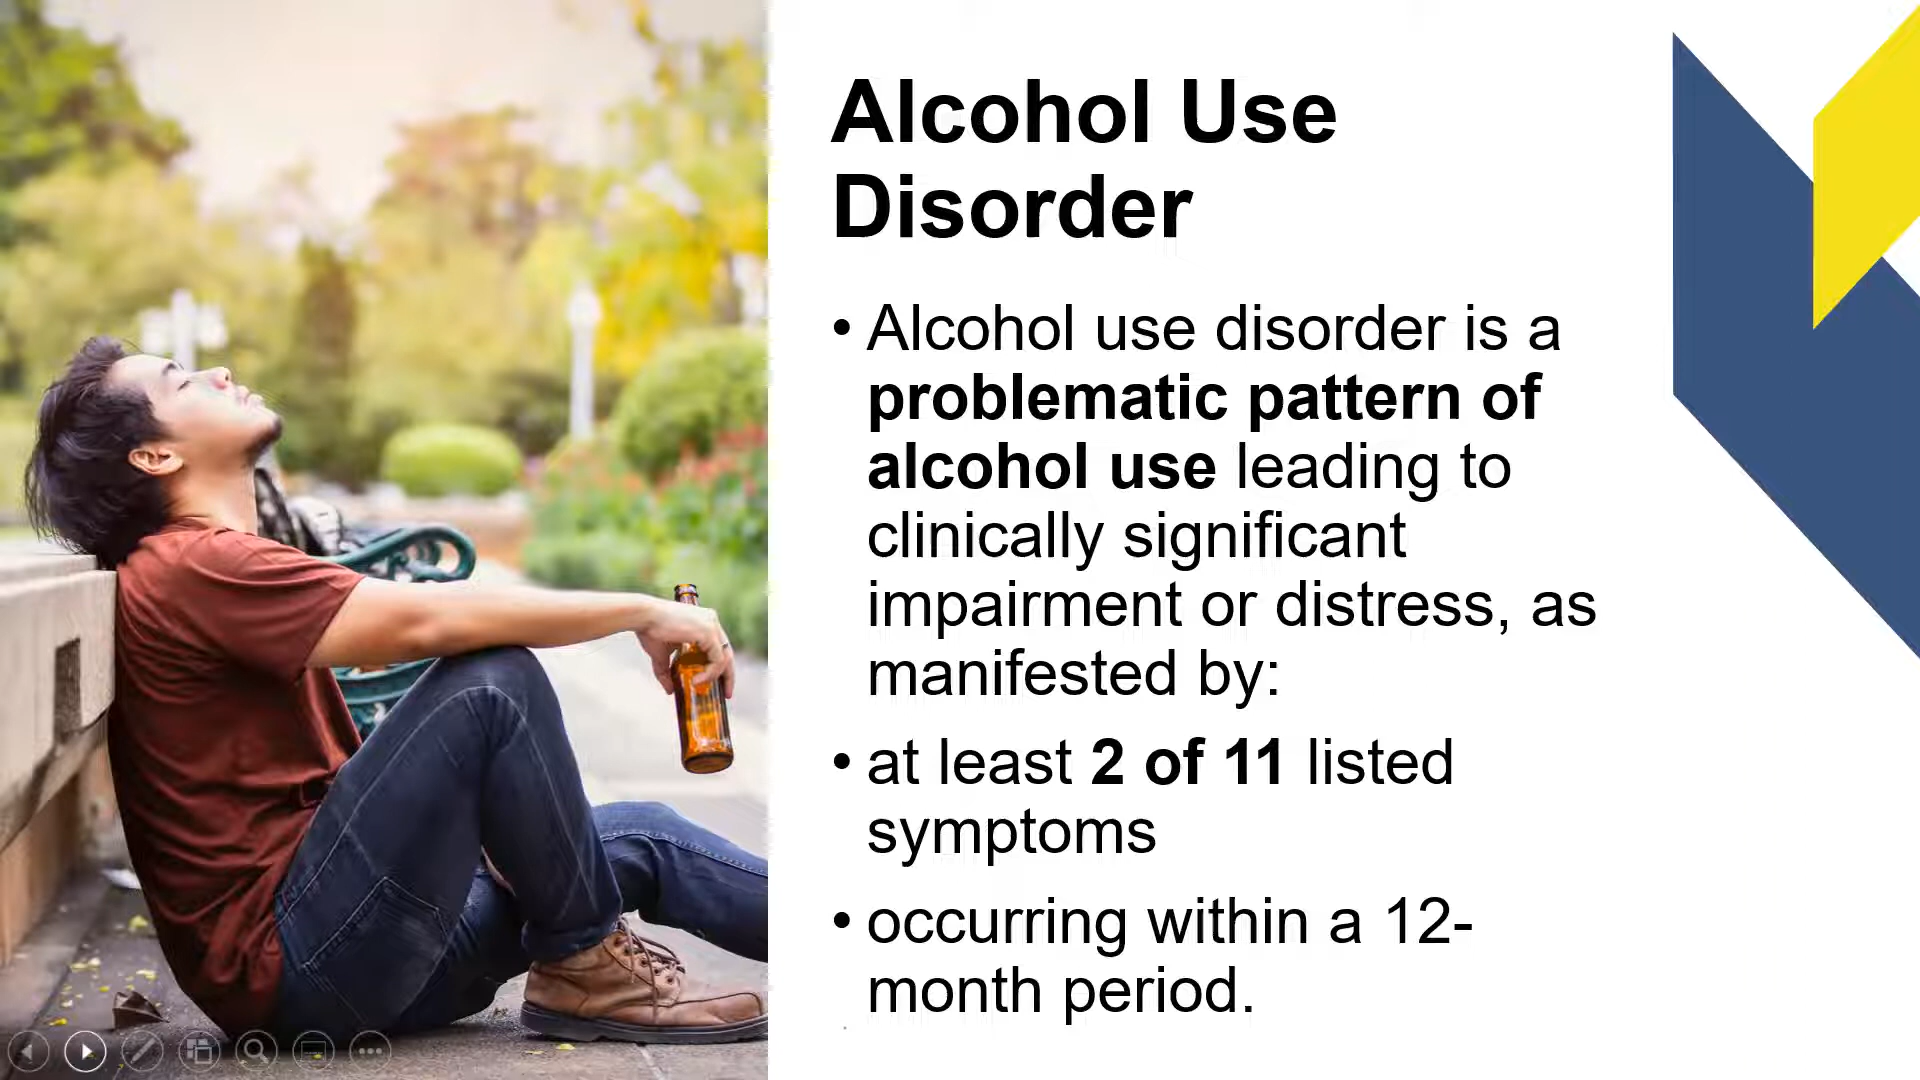 Alcohol Use
Disorder
• Alcohol use disorder is a
problematic pattern of
alcohol use leading to
clinically significant
impairment or distress, as
manifested by:
• at least 2 of 11 listed
symptoms
• occurring within a 12-
month period.